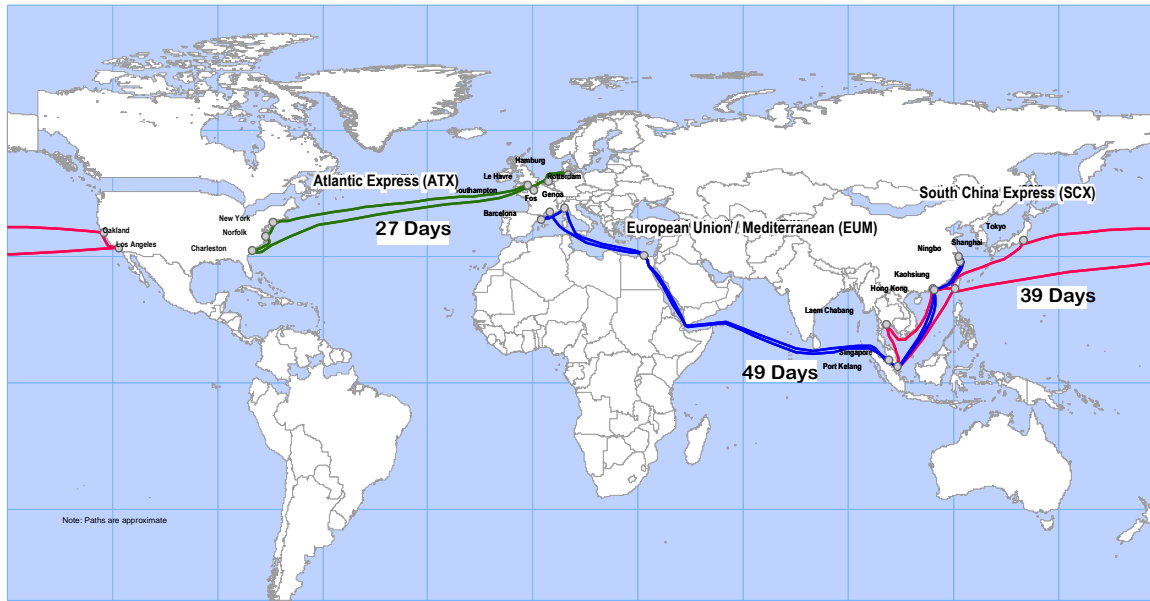 Hamburg
Le Havre
Rotterdam
Atlantic Express (ATX)
Southampton
Fos
Genoa
South China Express (SCX)
New York
Barcelona
27 Days
European Union / Mediterranean (EUM)
Tokyo
Oakland
Norfolk
Los Angeles
Charleston
Ningbo
Shanghai
Kaohsiung
Hong Kong
39 Days
Laem Chabang
Singapore
Port Kelang
49 Days
Note: Paths are approximate